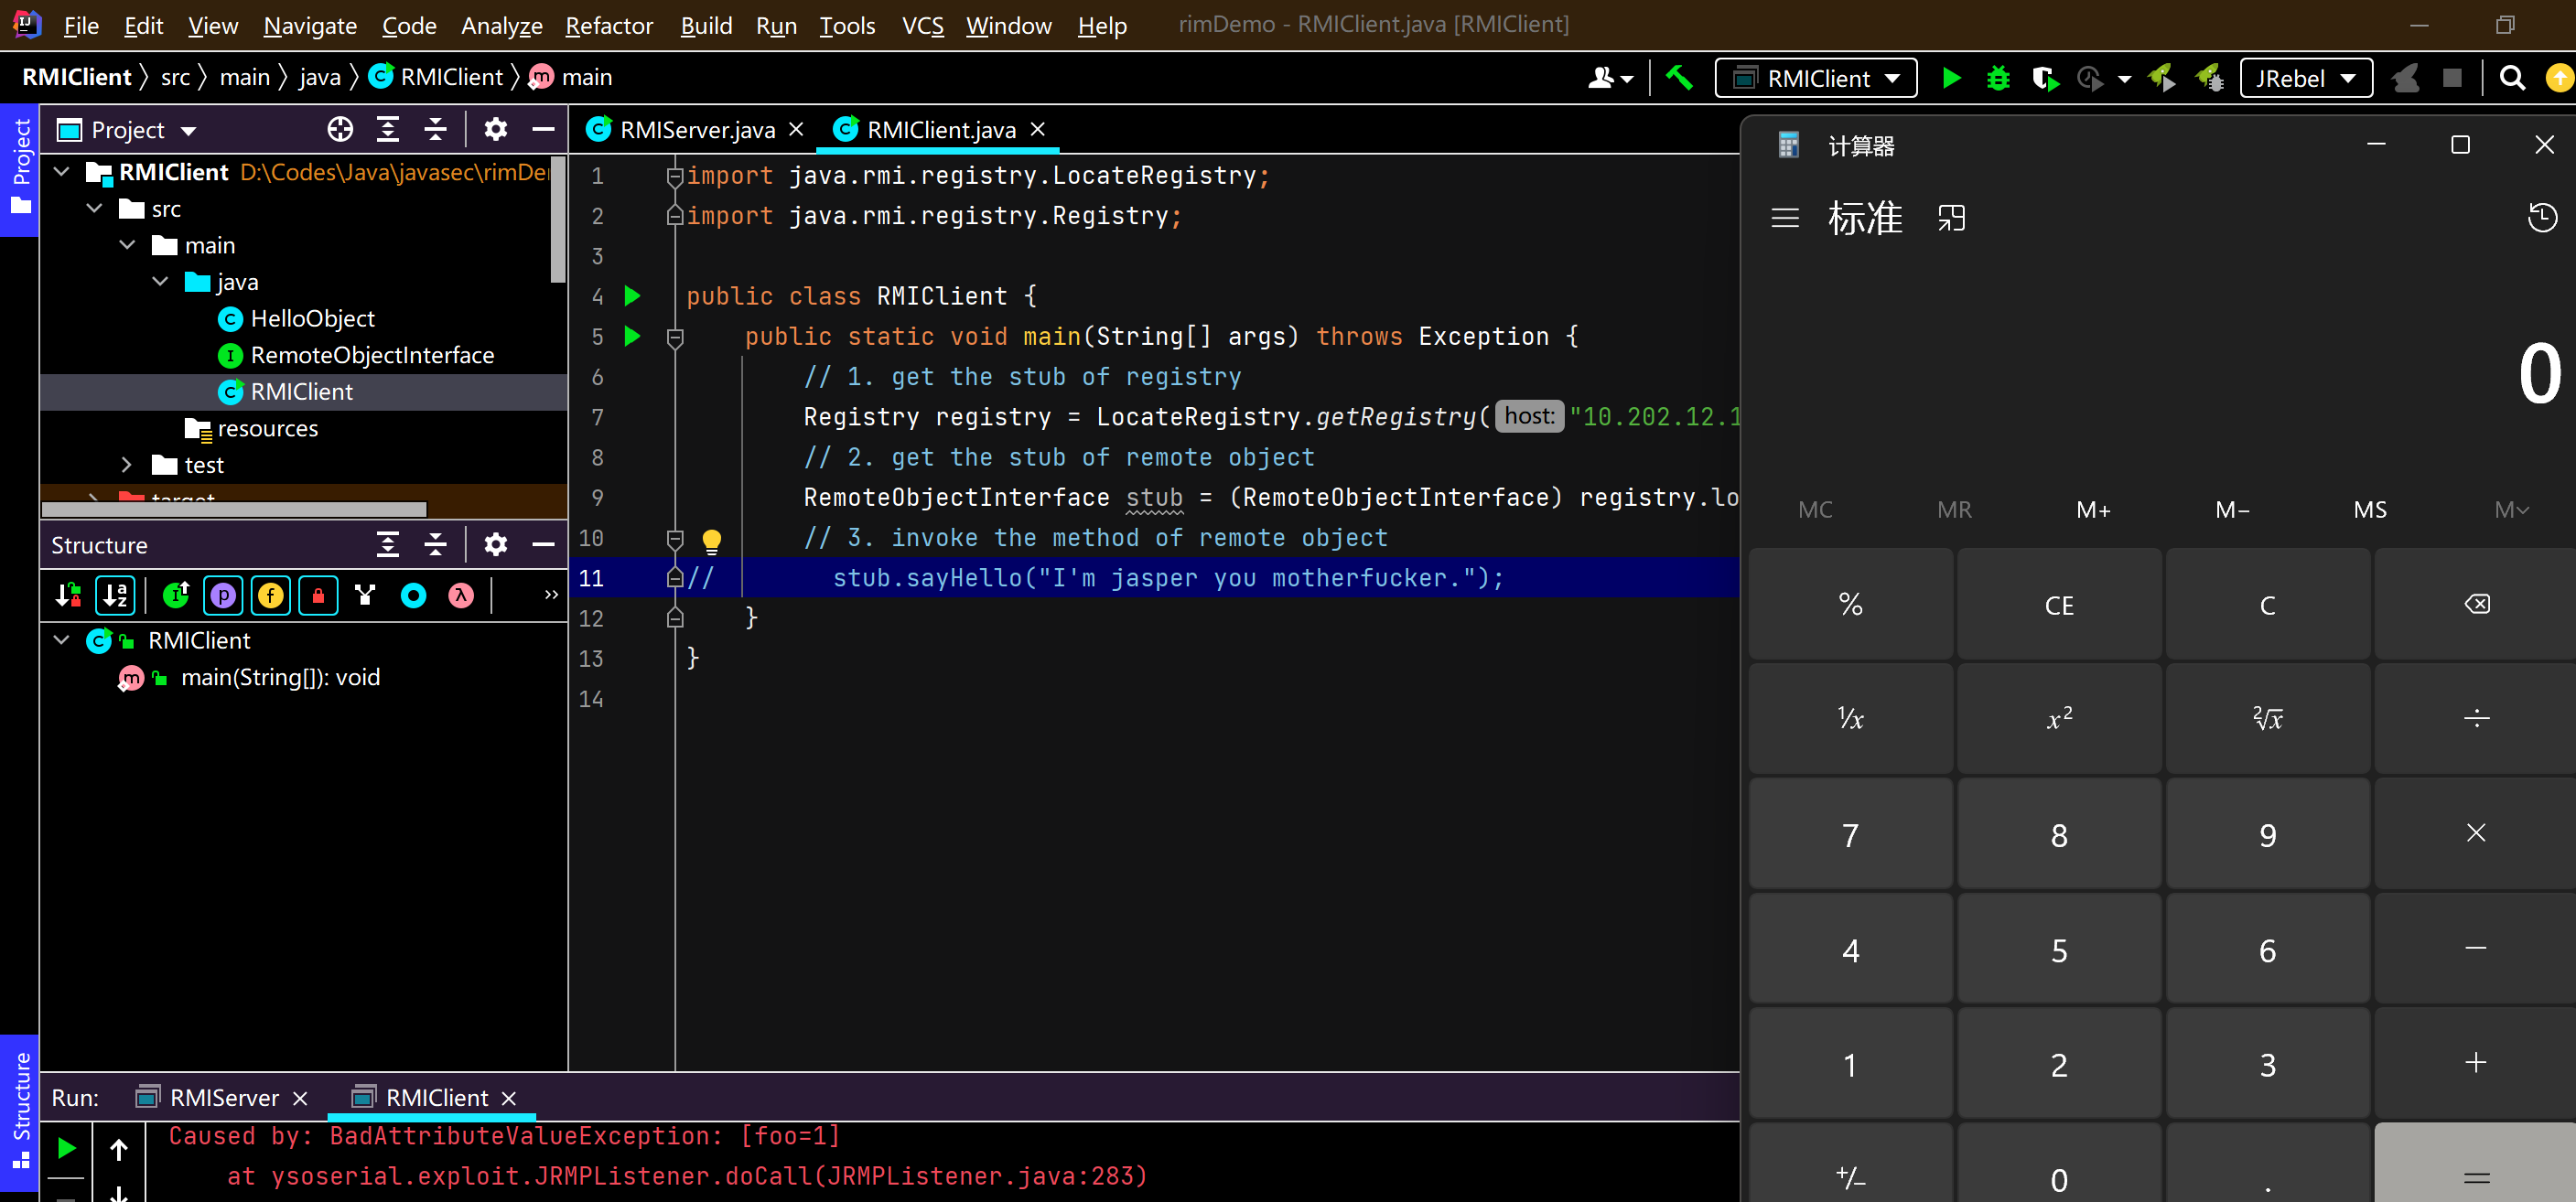 File Edit View Navigate Code Analyze Refactor Build Run Tools VCS Window Help rimDemo - RMIClient.java [RMIClient]
RMIClient src main java RMIClient main
RMIClient JRebel
Project
Project
RMIClient D:\Codes\Java\javasec\rimDe
src
main
java
HelloObject
RemoteObjectInterface
RMIClient
resources
test
target
Structure
RMIClient
main(String[]): void
Structure
RMIServer.java RMIClient.java
1 import java.rmi.registry.LocateRegistry;
2 import java.rmi.registry.Registry;
3
4 public class RMIClient {
5 public static void main(String[] args) throws Exception {
6 // 1. get the stub of registry
7 Registry registry = LocateRegistry.getRegistry( host: "10.202.12.1
8 // 2. get the stub of remote object
9 RemoteObjectInterface stub = (RemoteObjectInterface) registry.lo
10 // 3. invoke the method of remote object
11 // stub.sayHello("I'm jasper you motherfucker.");
12 }
13 }
14
计算器
标准
0
MC MR M+ M− MS M
% CE C
¹/x x² ²√x ÷
7 8 9 ×
4 5 6 −
1 2 3 +
+/− 0 . =
Run: RMIServer RMIClient
Caused by: BadAttributeValueException: [foo=1]
at ysoserial.exploit.JRMPListener.doCall(JRMPListener.java:283)